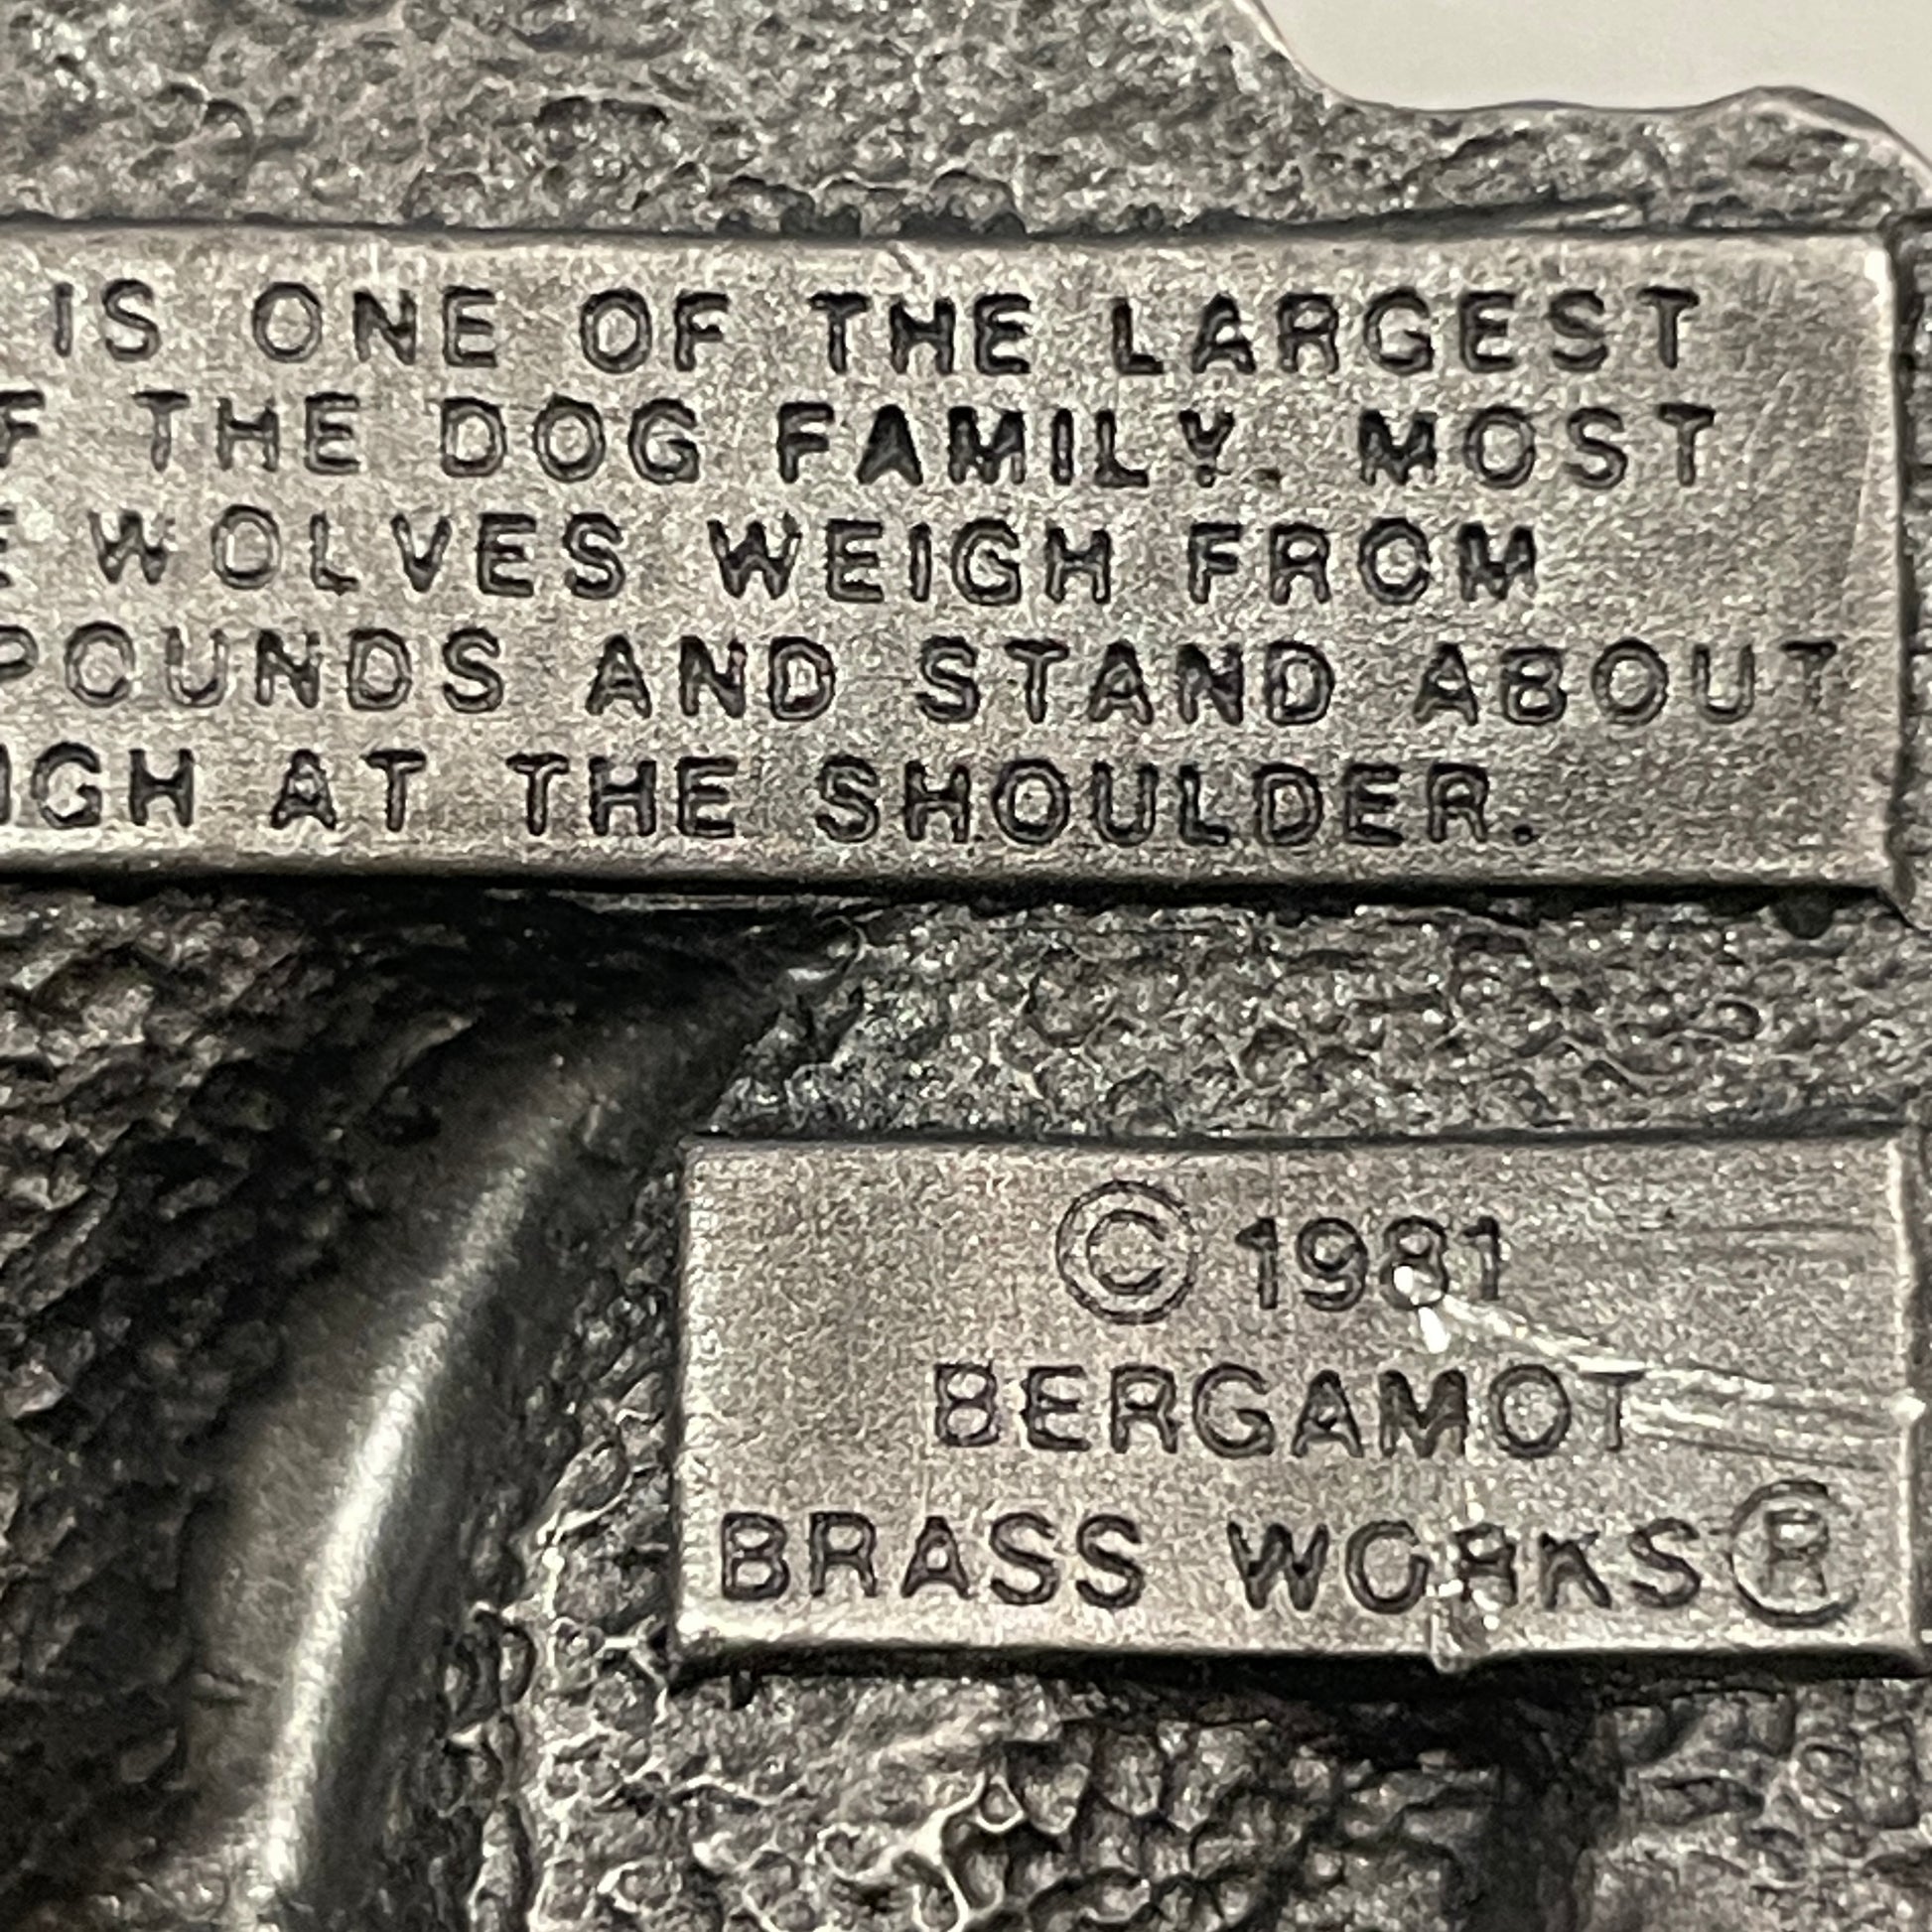 IS ONE OF THE LARGEST
F THE DOG FAMILY. MOST
E WOLVES WEIGH FROM
POUNDS AND STAND ABOUT
IGH AT THE SHOULDER.
© 1981
BERGAMOT
BRASS WORKS®